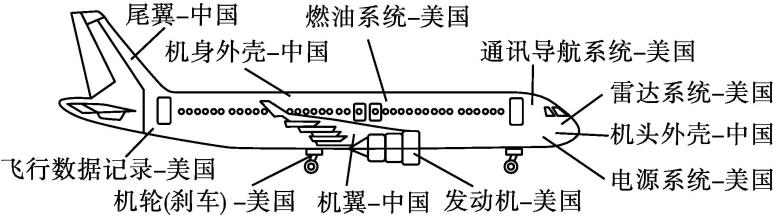 尾翼-中国
燃油系统-美国
机身外壳-中国
通讯导航系统-美国
雷达系统-美国
机头外壳-中国
飞行数据记录-美国
电源系统-美国
机轮(刹车)-美国
机翼-中国
发动机-美国